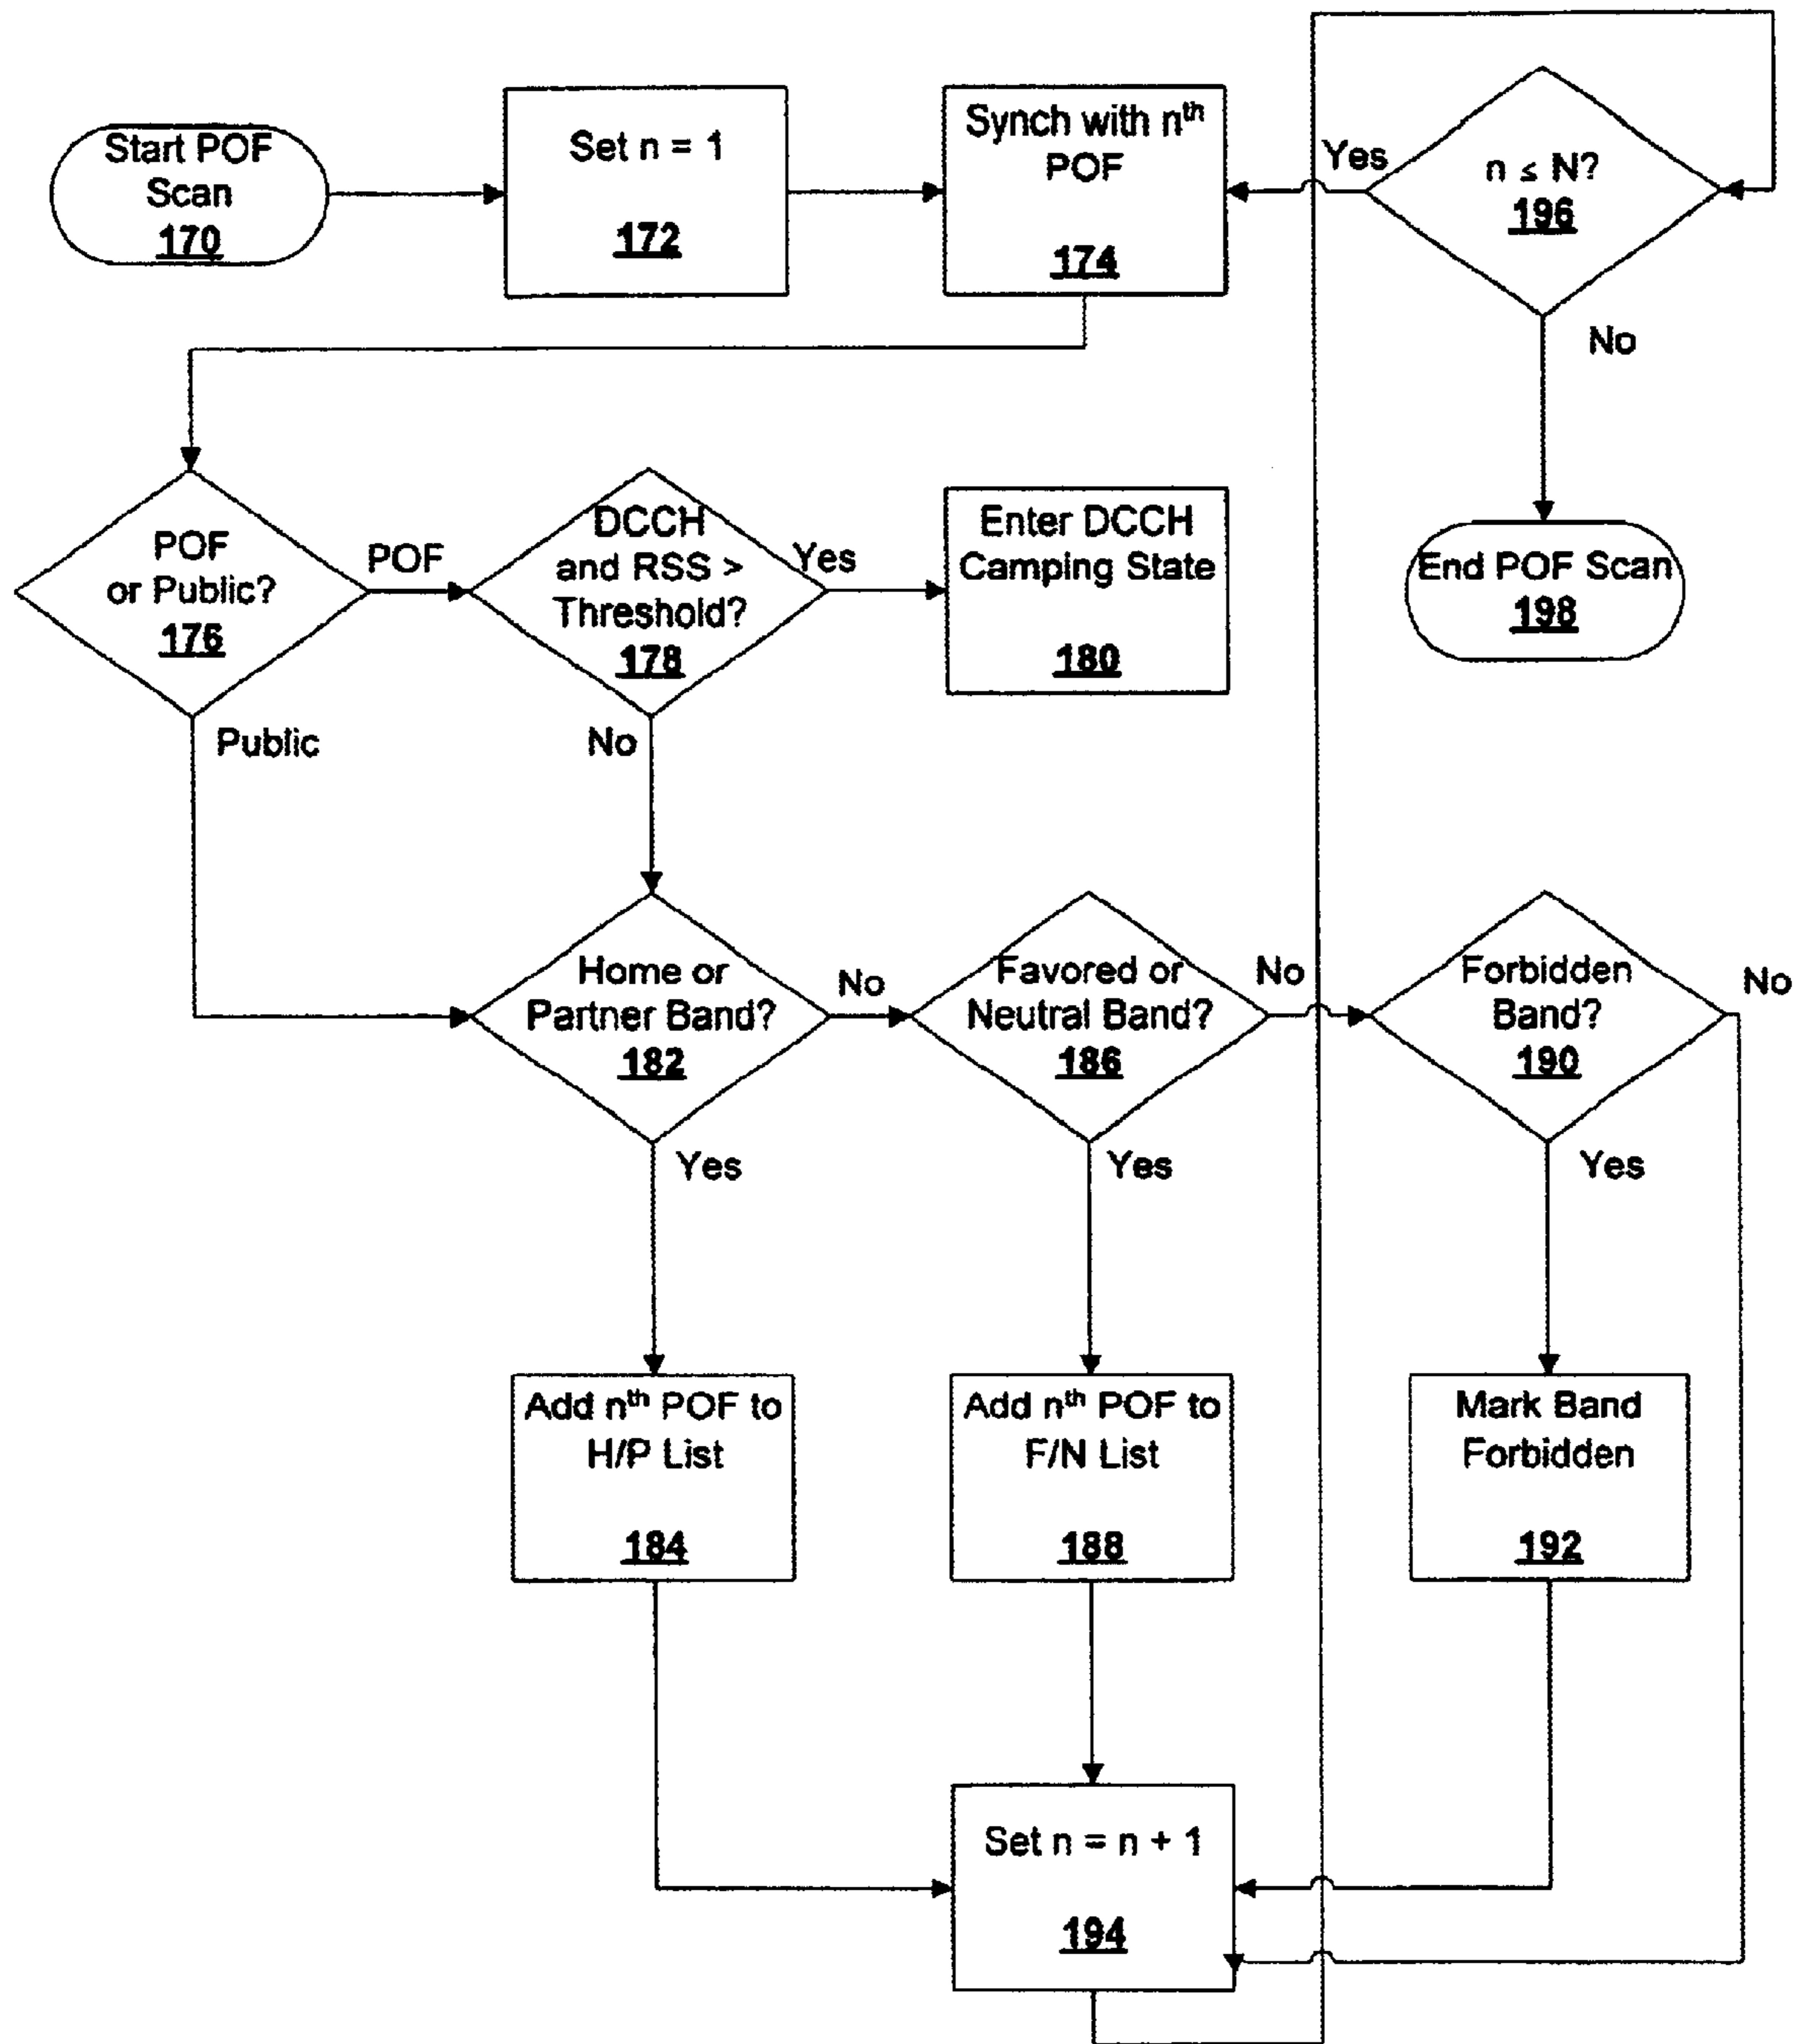 Start POF
Scan
170
Set n = 1
172
Synch with nth
POF
174
Yes
n ≤ N?
196
No
POF
or Public?
176
POF
DCCH
and RSS >
Threshold?
178
Yes
Enter DCCH
Camping State
180
End POF Scan
198
Public
No
Home or
Partner Band?
182
No
Favored or
Neutral Band?
186
No
Forbidden
Band?
190
No
Yes
Yes
Yes
Add nth POF to
H/P List
184
Add nth POF to
F/N List
188
Mark Band
Forbidden
192
Set n = n + 1
194